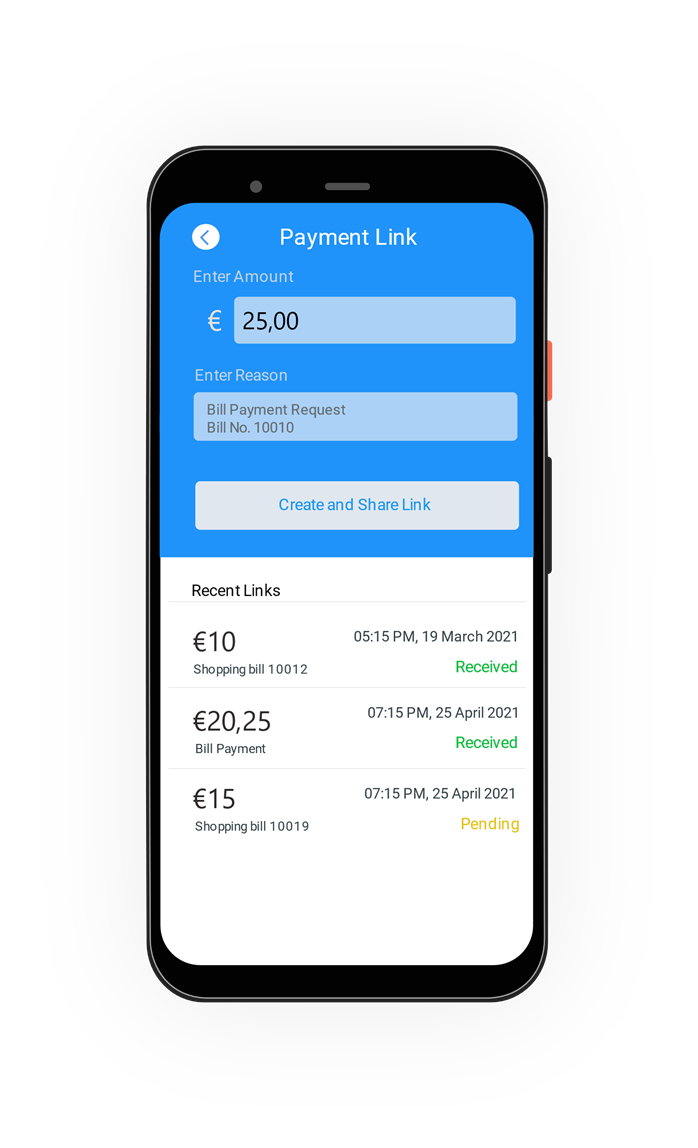 Payment Link
Enter Amount
€ 25,00
Enter Reason
Bill Payment Request
Bill No. 10010
Create and Share Link
Recent Links
€10
05:15 PM, 19 March 2021
Shopping bill 10012
Received
€20,25
07:15 PM, 25 April 2021
Bill Payment
Received
€15
07:15 PM, 25 April 2021
Shopping bill 10019
Pending